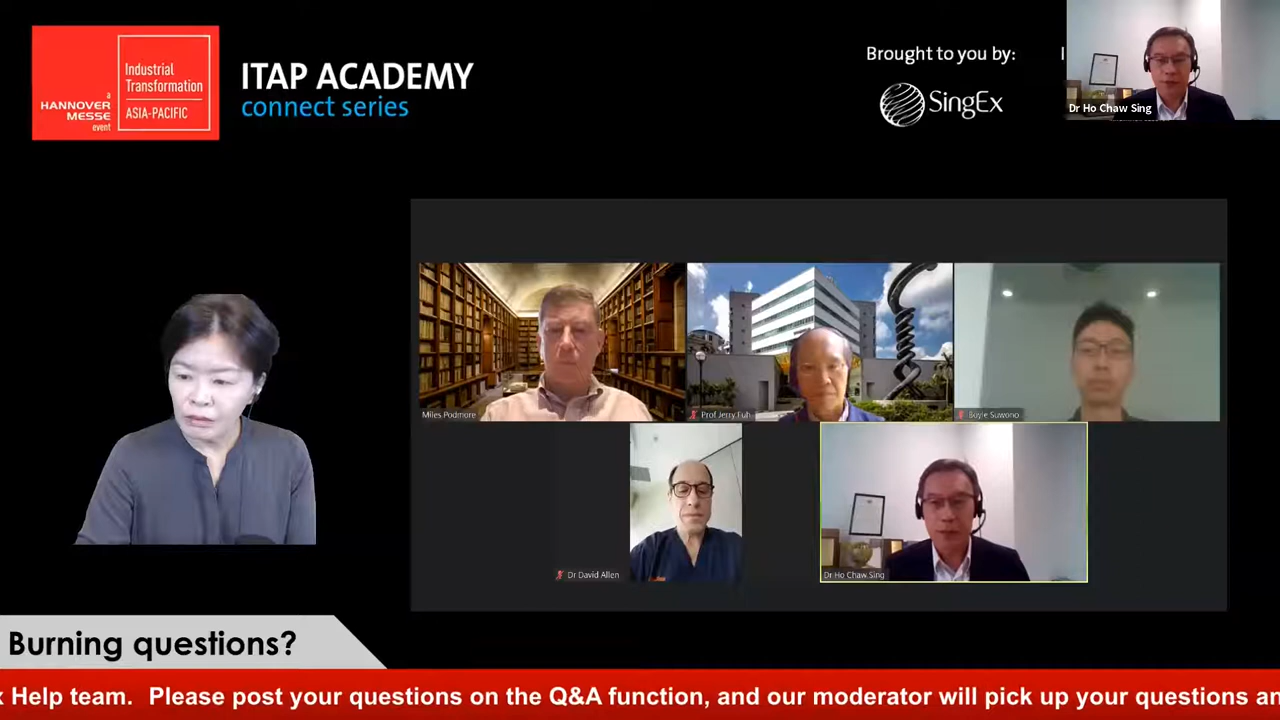 Industrial
Transformation
ASIA-PACIFIC
a
HANNOVER
MESSE
event
ITAP ACADEMY
connect series
Brought to you by:
SingEx
Dr Ho Chaw Sing
Miles Podmore
Prof Jerry Fuh
Boyle Suwono
Dr David Allen
Dr Ho Chaw Sing
Burning questions?
Help team. Please post your questions on the Q&A function, and our moderator will pick up your questions